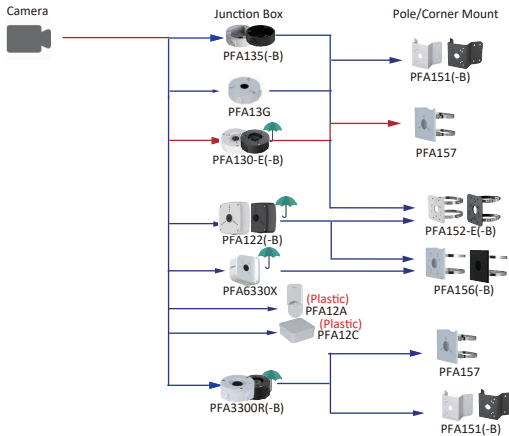 Camera
Junction Box
Pole/Corner Mount
PFA135(-B)
PFA151(-B)
PFA13G
PFA157
PFA130-E(-B)
PFA122(-B)
PFA152-E(-B)
PFA6330X
PFA156(-B)
(Plastic)
PFA12A
(Plastic)
PFA12C
PFA157
PFA3300R(-B)
PFA151(-B)